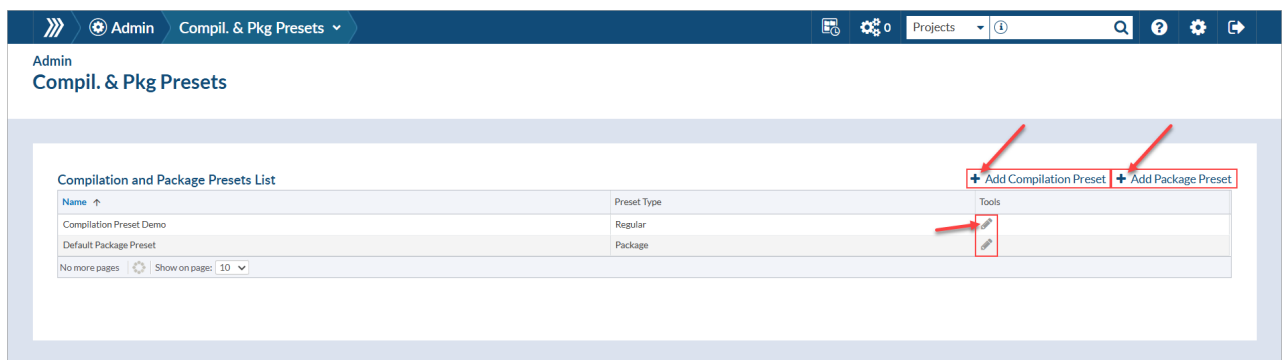 Admin Compil. & Pkg Presets 0 Projects
Admin
Compil. & Pkg Presets
Compilation and Package Presets List + Add Compilation Preset + Add Package Preset
Name ↑ Preset Type Tools
Compilation Preset Demo Regular
Default Package Preset Package
No more pages Show on page: 10